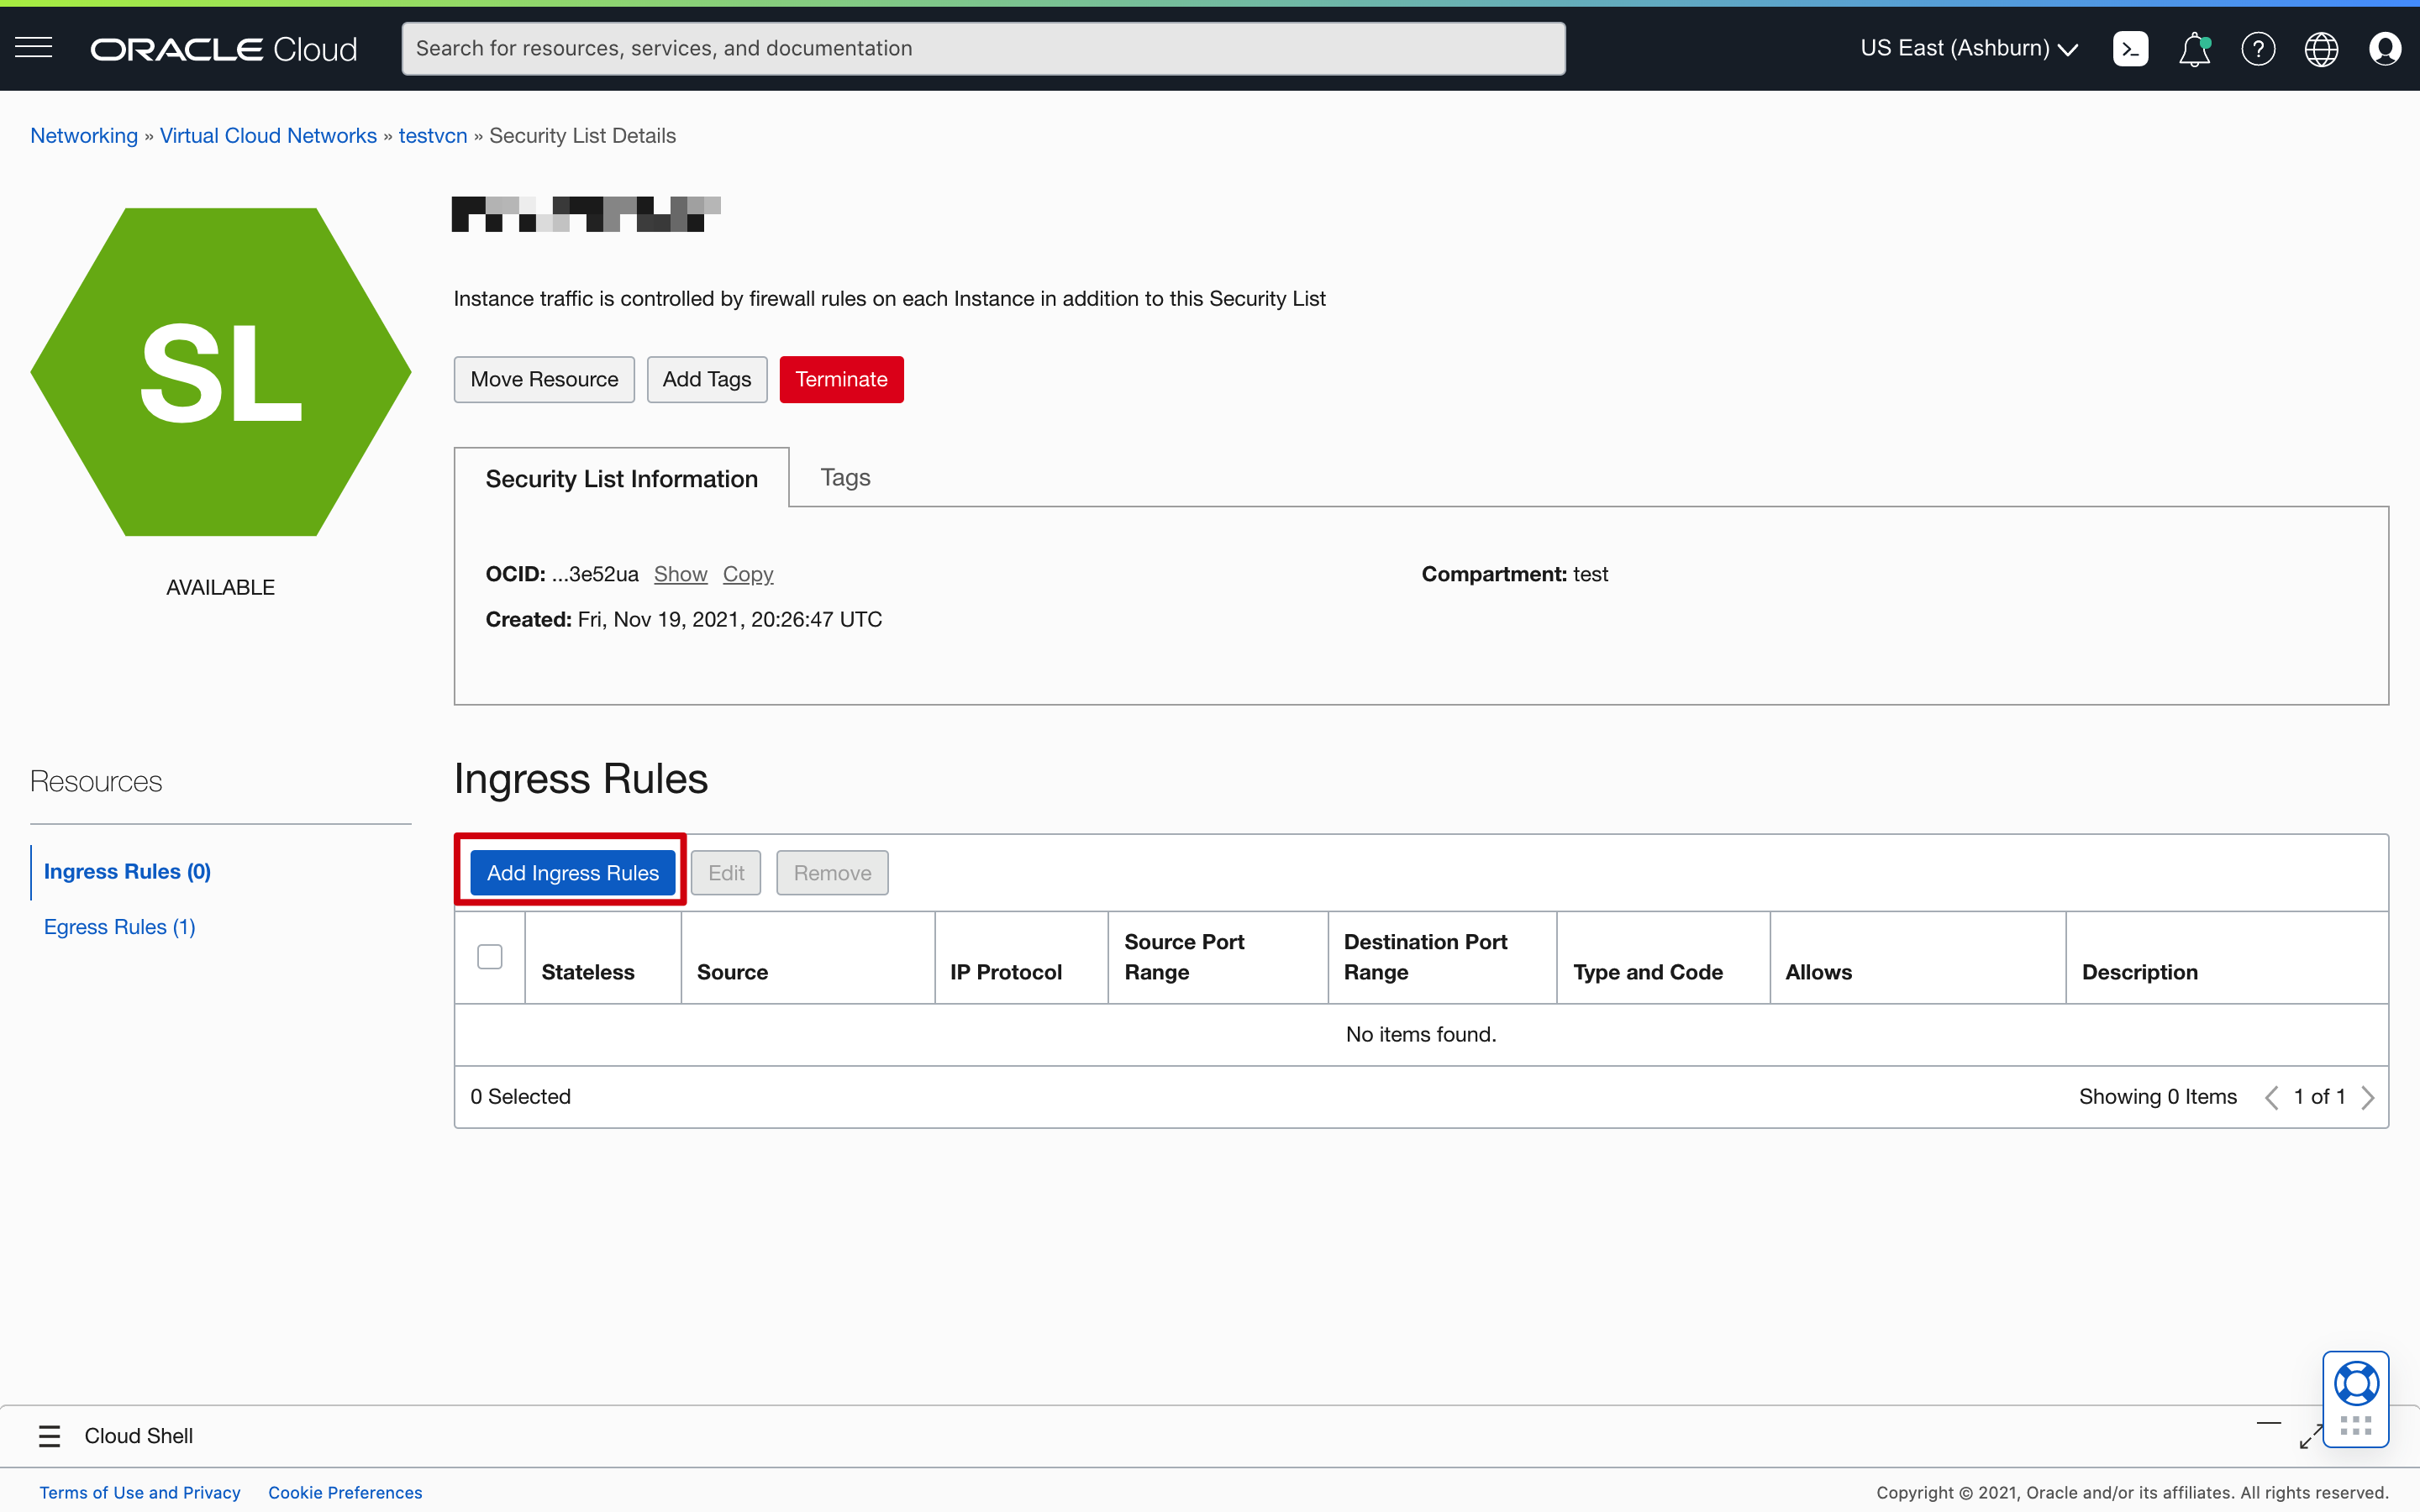 ORACLE Cloud
Search for resources, services, and documentation
US East (Ashburn)
Networking » Virtual Cloud Networks » testvcn » Security List Details
SL
AVAILABLE
Instance traffic is controlled by firewall rules on each Instance in addition to this Security List
Move Resource
Add Tags
Terminate
Security List Information
Tags
OCID: ...3e52ua Show Copy
Compartment: test
Created: Fri, Nov 19, 2021, 20:26:47 UTC
Resources
Ingress Rules (0)
Egress Rules (1)
Ingress Rules
Add Ingress Rules
Edit
Remove
Stateless
Source
IP Protocol
Source Port
Range
Destination Port
Range
Type and Code
Allows
Description
No items found.
0 Selected
Showing 0 Items
1 of 1
Cloud Shell
Terms of Use and Privacy
Cookie Preferences
Copyright © 2021, Oracle and/or its affiliates. All rights reserved.